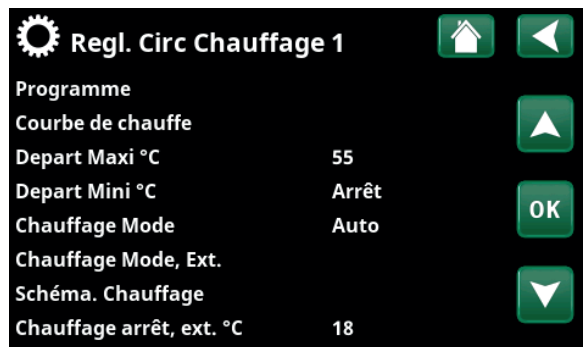 Regl. Circ Chauffage 1
Programme
Courbe de chauffe
Depart Maxi °C 55
Depart Mini °C Arrêt
Chauffage Mode Auto
OK
Chauffage Mode, Ext.
Schéma. Chauffage
Chauffage arrêt, ext. °C 18